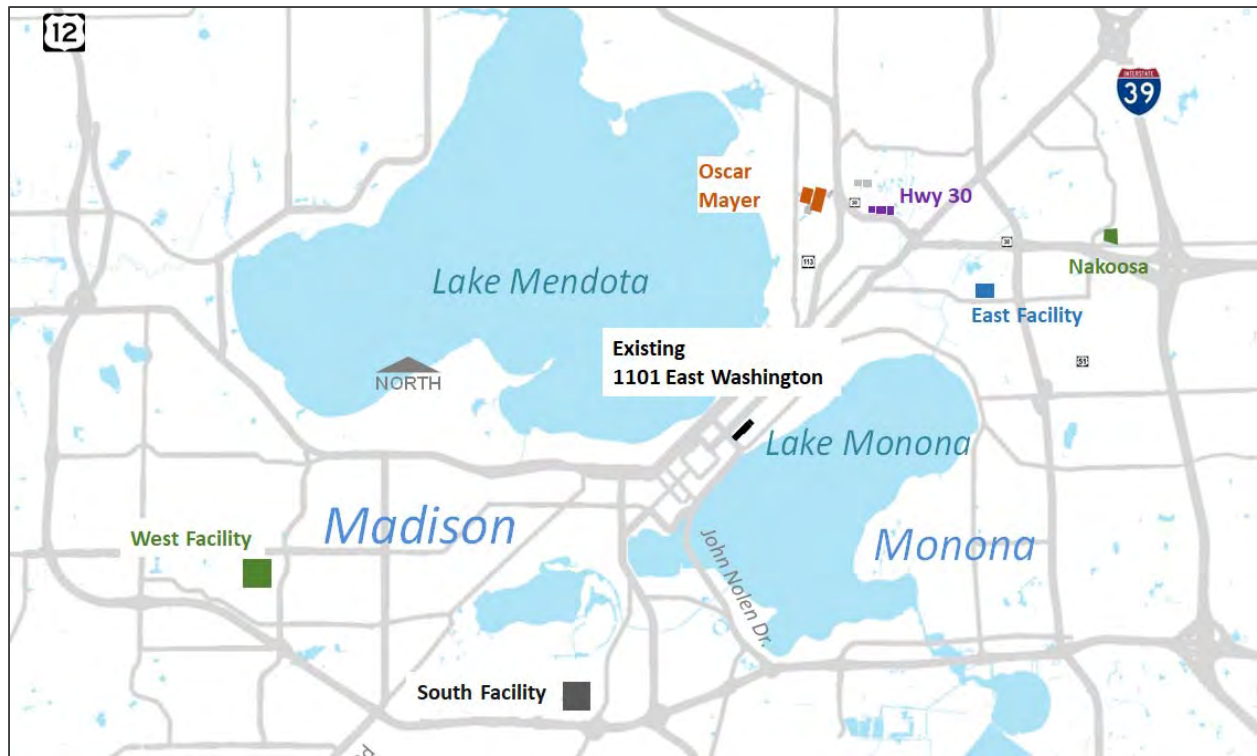 12
INTERSTATE
39
Oscar
Mayer
Hwy 30
30
30
Nakoosa
113
Lake Mendota
East Facility
Existing
1101 East Washington
51
NORTH
Lake Monona
Madison
West Facility
Monona
John Nolen Dr.
South Facility